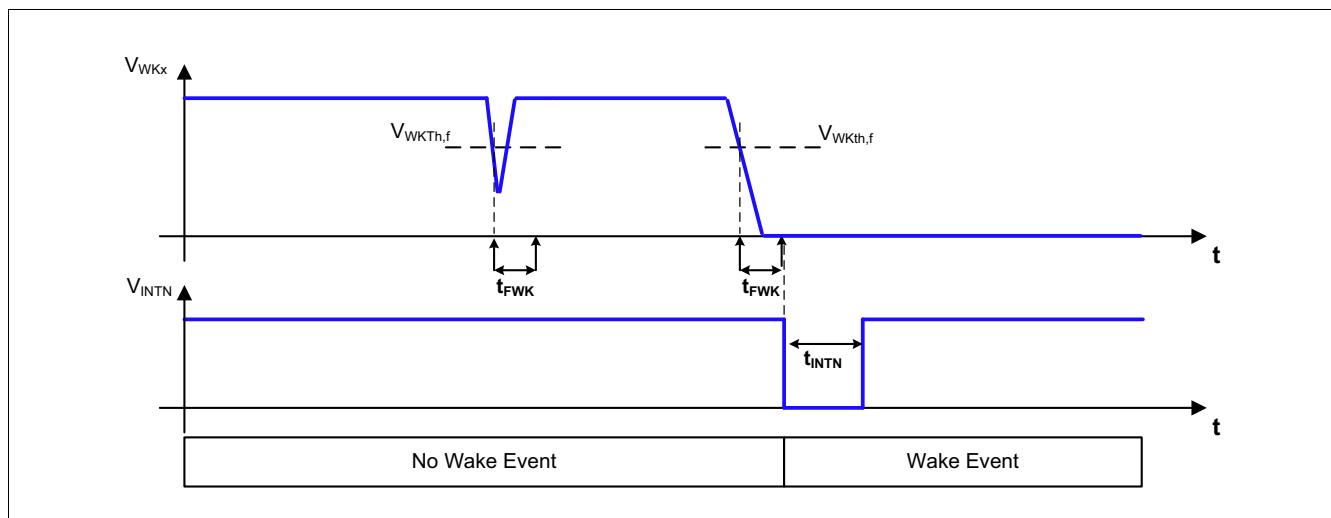 VWKx
VWKTh,f
VWKth,f
tFWK
tFWK
t
VINTN
tINTN
t
No Wake Event
Wake Event